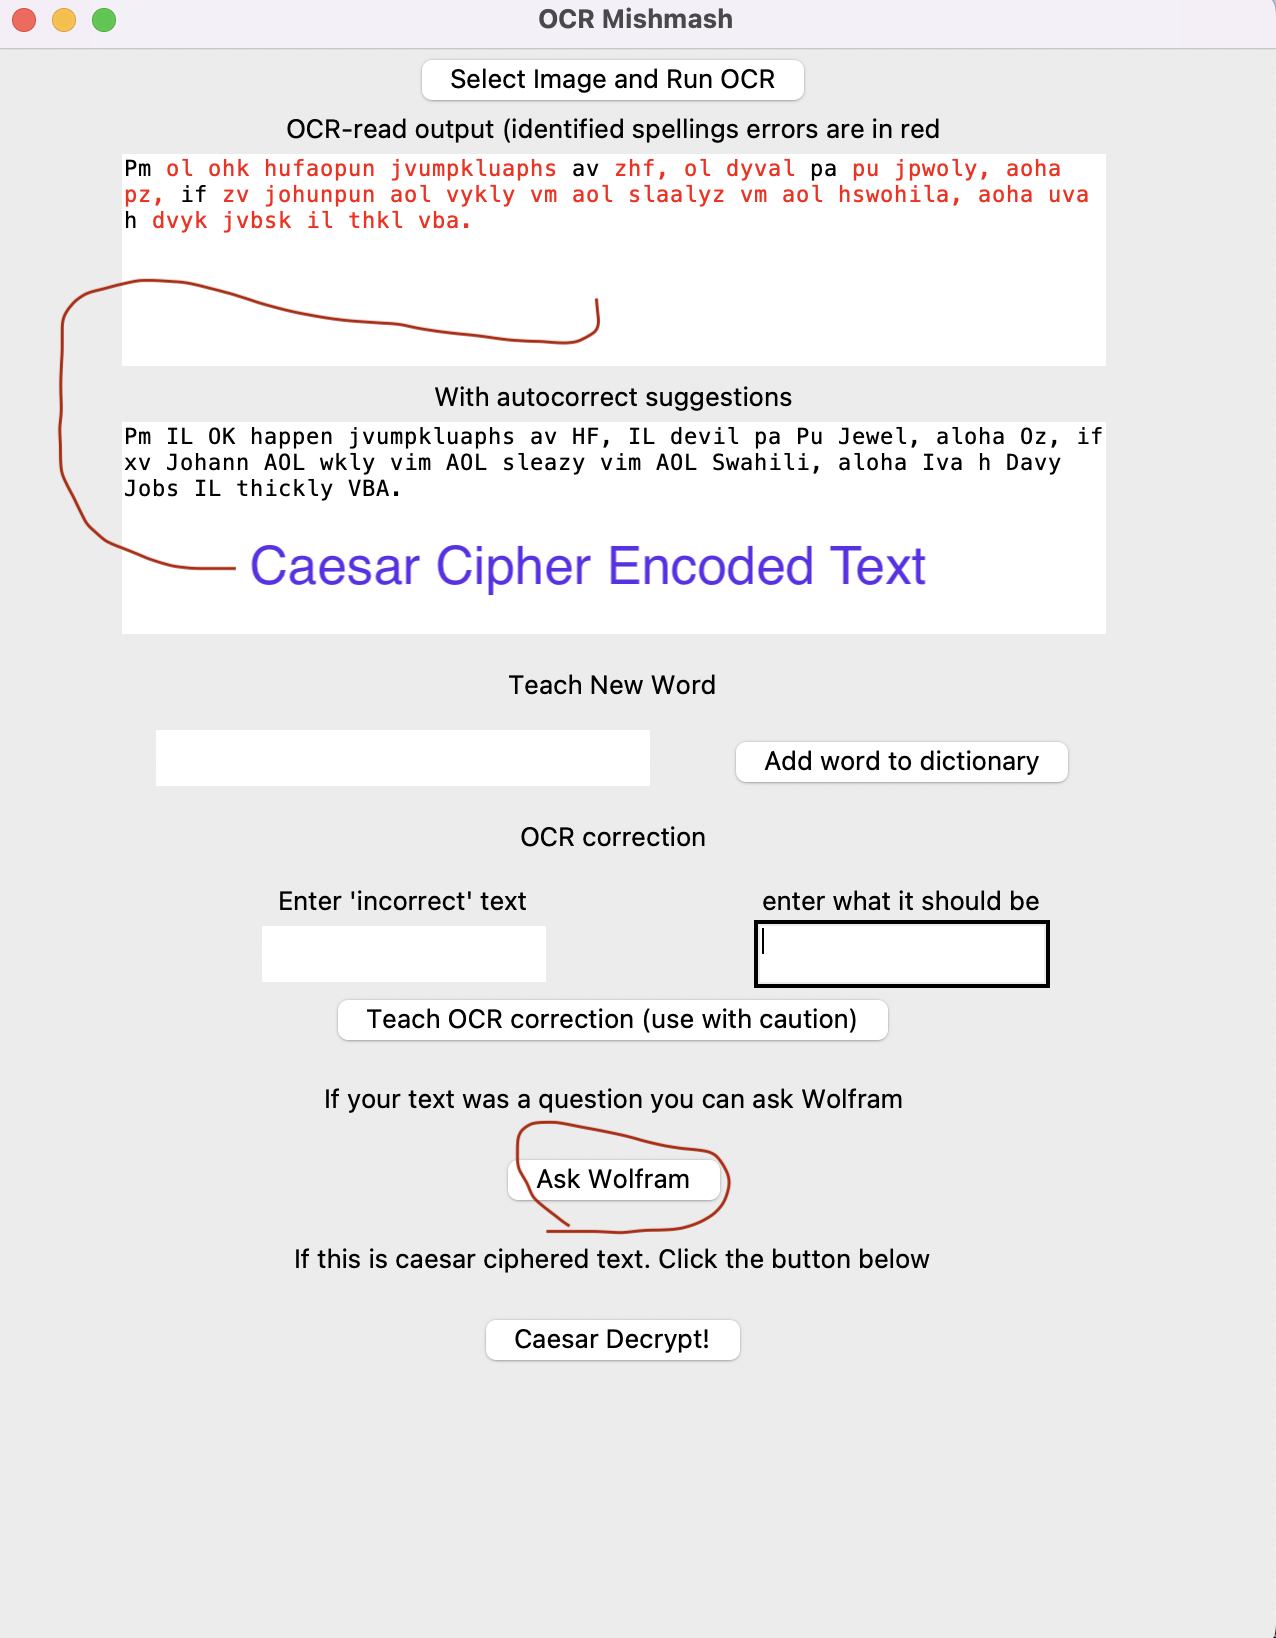 OCR Mishmash
Select Image and Run OCR
OCR-read output (identified spellings errors are in red
Pm ol ohk hufaopun jvumpkluaphs av zhf, ol dyval pa pu jpwoly, aoha
pz, if zv johunpun aol vykly vm aol slaalyz vm aol hswohila, aoha uva
h dvyk jvbsk il thkl vba.
With autocorrect suggestions
Pm IL OK happen jvumpkluaphs av HF, IL devil pa Pu Jewel, aloha Oz, if
xv Johann AOL wkly vim AOL sleazy vim AOL Swahili, aloha Iva h Davy
Jobs IL thickly VBA.
Caesar Cipher Encoded Text
Teach New Word
Add word to dictionary
OCR correction
Enter 'incorrect' text enter what it should be
Teach OCR correction (use with caution)
If your text was a question you can ask Wolfram
Ask Wolfram
If this is caesar ciphered text. Click the button below
Caesar Decrypt!